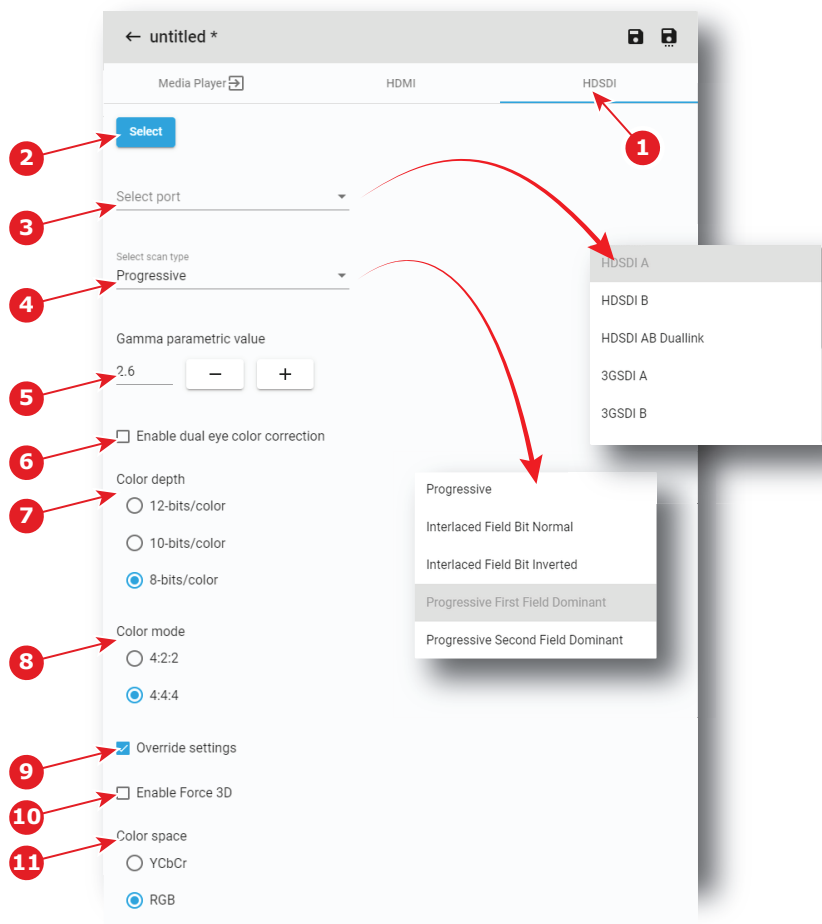 untitled *
Media Player
HDMI
HDSDI
1
2
Select
3
Select port
Select scan type
4
Progressive
HDSDI A
HDSDI B
HDSDI AB Duallink
3GSDI A
3GSDI B
Gamma parametric value
5
2.6
6
Enable dual eye color correction
7
Color depth
12-bits/color
10-bits/color
8-bits/color
Progressive
Interlaced Field Bit Normal
Interlaced Field Bit Inverted
Progressive First Field Dominant
Progressive Second Field Dominant
8
Color mode
4:2:2
4:4:4
9
Override settings
10
Enable Force 3D
11
Color space
YCbCr
RGB